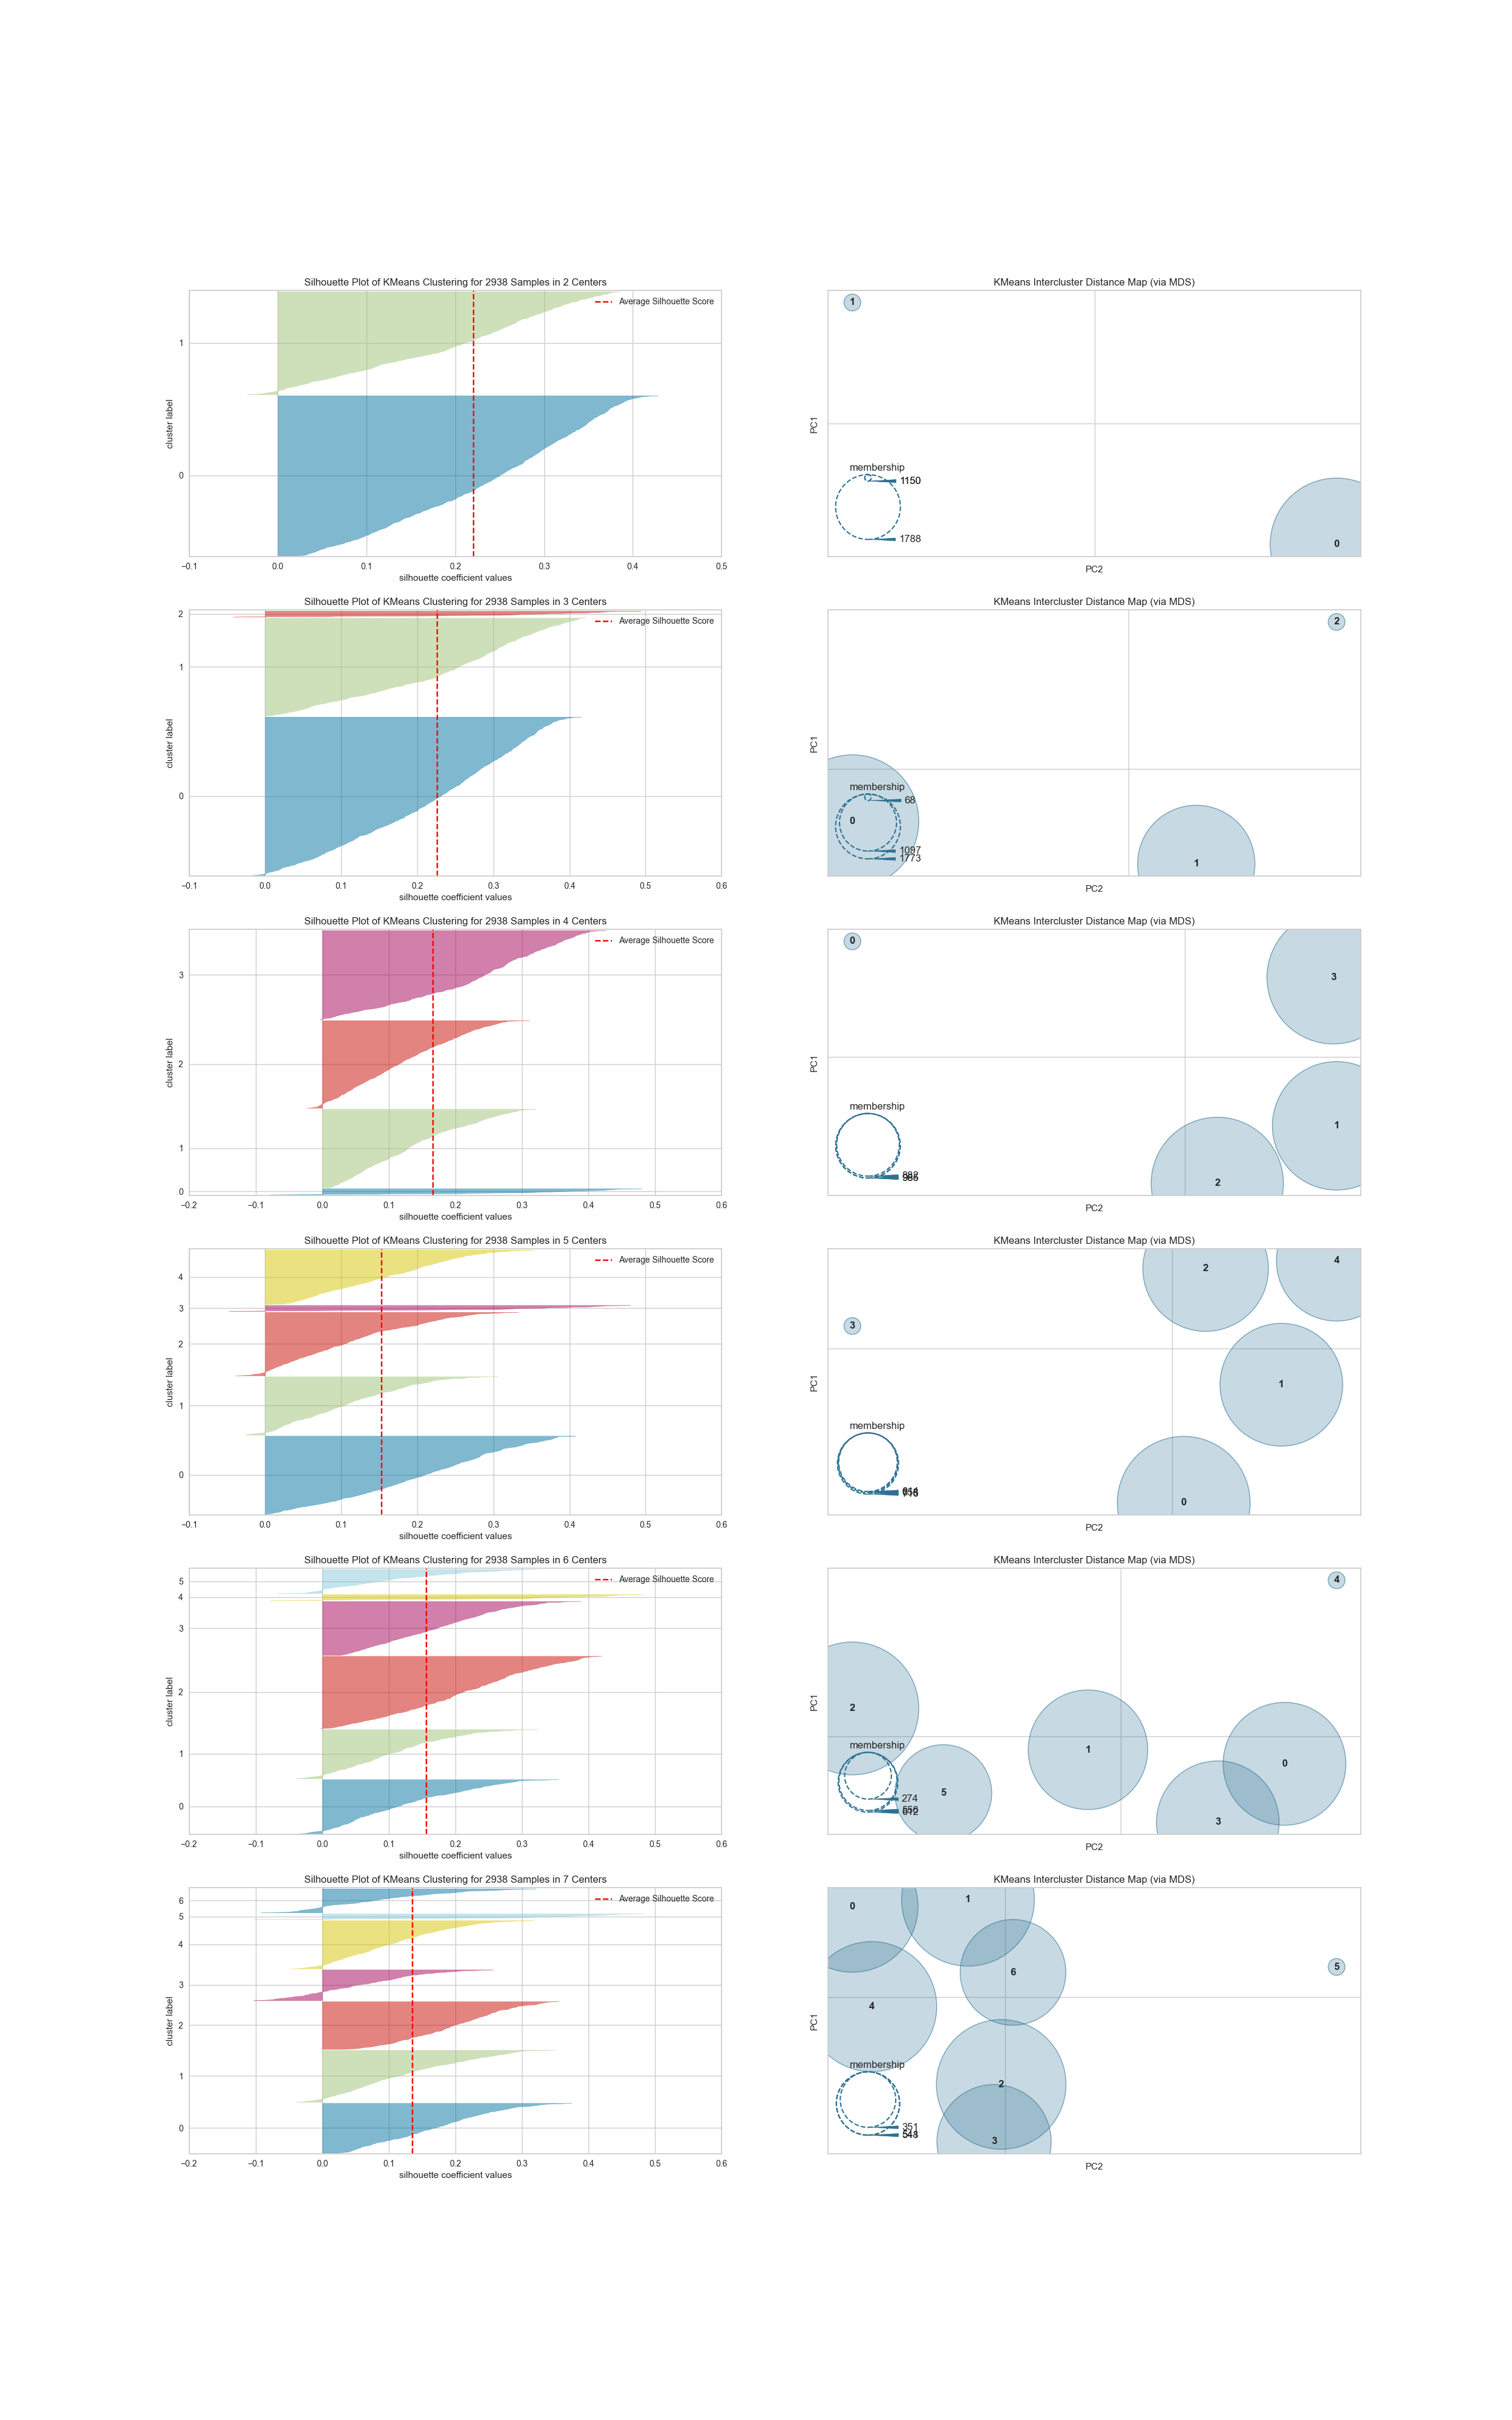 Silhouette Plot of KMeans Clustering for 2938 Samples in 2 Centers
Average Silhouette Score
1
0
cluster label
−0.1 0.0 0.1 0.2 0.3 0.4 0.5
silhouette coefficient values
KMeans Intercluster Distance Map (via MDS)
1
PC1
membership
1150
1788
0
PC2
Silhouette Plot of KMeans Clustering for 2938 Samples in 3 Centers
Average Silhouette Score
2
1
0
cluster label
−0.1 0.0 0.1 0.2 0.3 0.4 0.5 0.6
silhouette coefficient values
KMeans Intercluster Distance Map (via MDS)
2
PC1
membership
68
0
1097
1773
1
PC2
Silhouette Plot of KMeans Clustering for 2938 Samples in 4 Centers
Average Silhouette Score
3
2
1
0
cluster label
−0.2 −0.1 0.0 0.1 0.2 0.3 0.4 0.5 0.6
silhouette coefficient values
KMeans Intercluster Distance Map (via MDS)
0
3
PC1
membership
1
2
PC2
Silhouette Plot of KMeans Clustering for 2938 Samples in 5 Centers
Average Silhouette Score
4
3
2
1
0
cluster label
−0.1 0.0 0.1 0.2 0.3 0.4 0.5 0.6
silhouette coefficient values
KMeans Intercluster Distance Map (via MDS)
4
2
3
1
PC1
membership
0
PC2
Silhouette Plot of KMeans Clustering for 2938 Samples in 6 Centers
Average Silhouette Score
5
4
3
2
1
0
cluster label
−0.2 −0.1 0.0 0.1 0.2 0.3 0.4 0.5 0.6
silhouette coefficient values
KMeans Intercluster Distance Map (via MDS)
4
2
PC1
membership
1
0
5
274
3
PC2
Silhouette Plot of KMeans Clustering for 2938 Samples in 7 Centers
Average Silhouette Score
6
5
4
3
2
1
0
cluster label
−0.2 −0.1 0.0 0.1 0.2 0.3 0.4 0.5 0.6
silhouette coefficient values
KMeans Intercluster Distance Map (via MDS)
1
0
5
6
4
PC1
membership
2
351
3
PC2